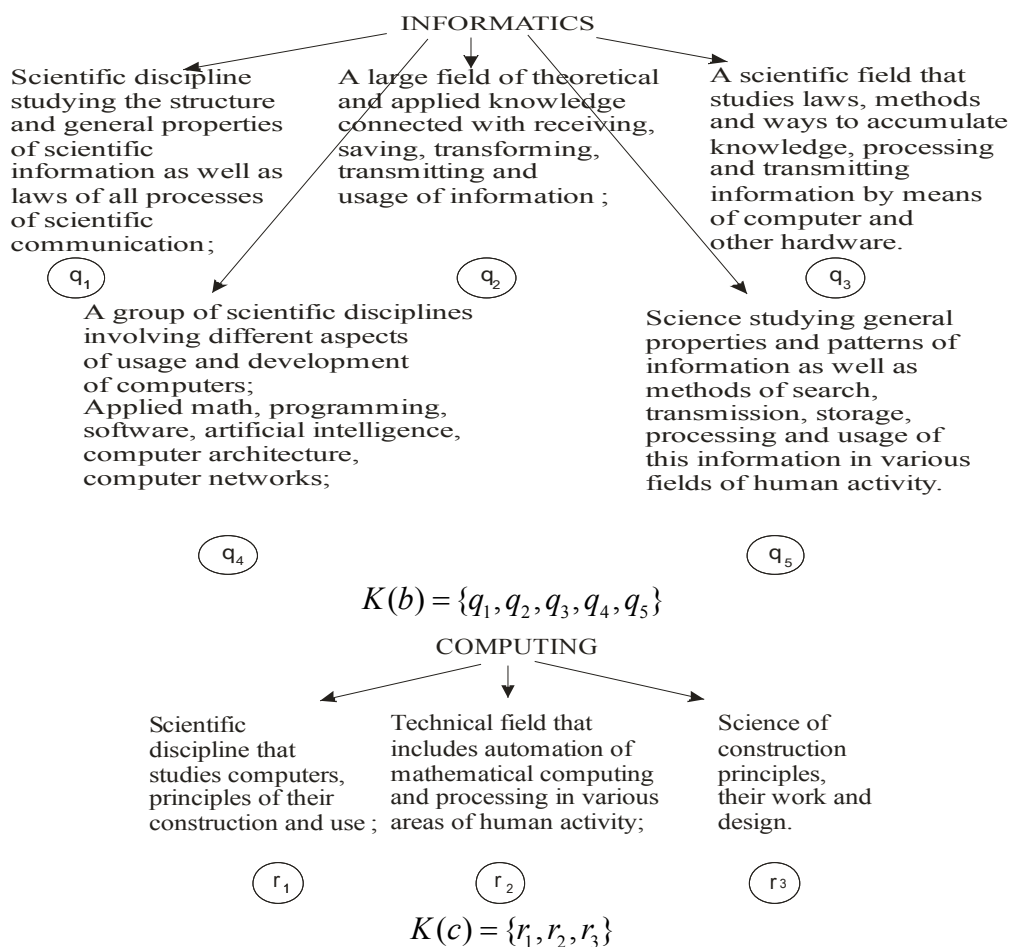 INFORMATICS
Scientific discipline
studying the structure
and general properties
of scientific
information as well as
laws of all processes
of scientific
communication;
q₁
A large field of theoretical
and applied knowledge
connected with receiving,
saving, transforming,
transmitting and
usage of information ;
q₂
A scientific field that
studies laws, methods
and ways to accumulate
knowledge, processing
and transmitting
information by means
of computer and
other hardware.
q₃
A group of scientific disciplines
involving different aspects
of usage and development
of computers;
Applied math, programming,
software, artificial intelligence,
computer architecture,
computer networks;
q₄
Science studying general
properties and patterns of
information as well as
methods of search,
transmission, storage,
processing and usage of
this information in various
fields of human activity.
q₅
K(b) = {q₁, q₂, q₃, q₄, q₅}
COMPUTING
Scientific
discipline that
studies computers,
principles of their
construction and use ;
r₁
Technical field that
includes automation of
mathematical computing
and processing in various
areas of human activity;
r₂
Science of
construction
principles,
their work and
design.
r₃
K(c) = {r₁, r₂, r₃}